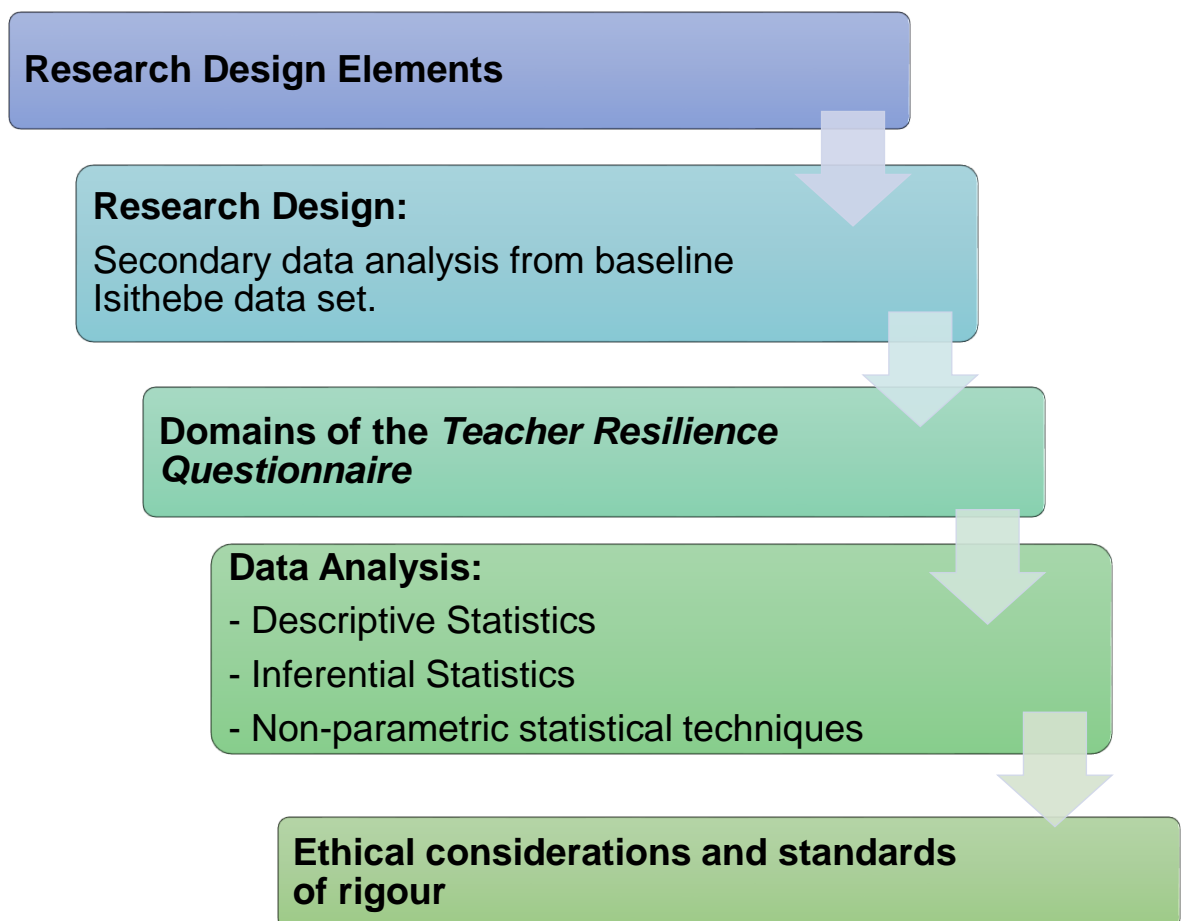 Research Design Elements
Research Design:
Secondary data analysis from baseline
Isithebe data set.
Domains of the Teacher Resilience
Questionnaire
Data Analysis:
- Descriptive Statistics
- Inferential Statistics
- Non-parametric statistical techniques
Ethical considerations and standards
of rigour